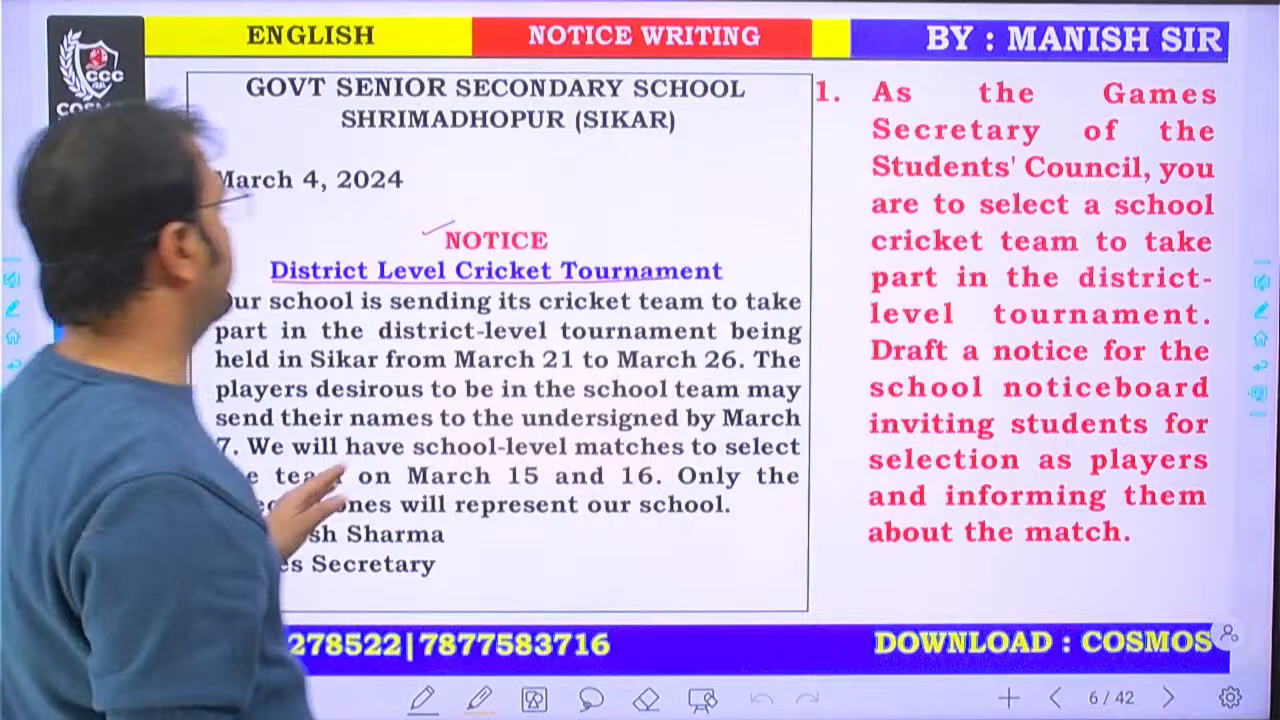 ENGLISH
NOTICE WRITING
BY : MANISH SIR
CCC
GOVT SENIOR SECONDARY SCHOOL
SHRIMADHOPUR (SIKAR)
March 4, 2024
NOTICE
District Level Cricket Tournament
Our school is sending its cricket team to take
part in the district-level tournament being
held in Sikar from March 21 to March 26. The
players desirous to be in the school team may
send their names to the undersigned by March
7. We will have school-level matches to select
on March 15 and 16. Only the
ones will represent our school.
Sharma
Secretary
1. As the Games
Secretary of the
Students' Council, you
are to select a school
cricket team to take
part in the district-
level tournament.
Draft a notice for the
school noticeboard
inviting students for
selection as players
and informing them
about the match.
278522|7877583716
DOWNLOAD : COSMOS
6 / 42